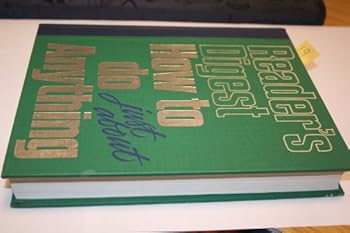 Reader's
Digest
How to
do just about
Anything